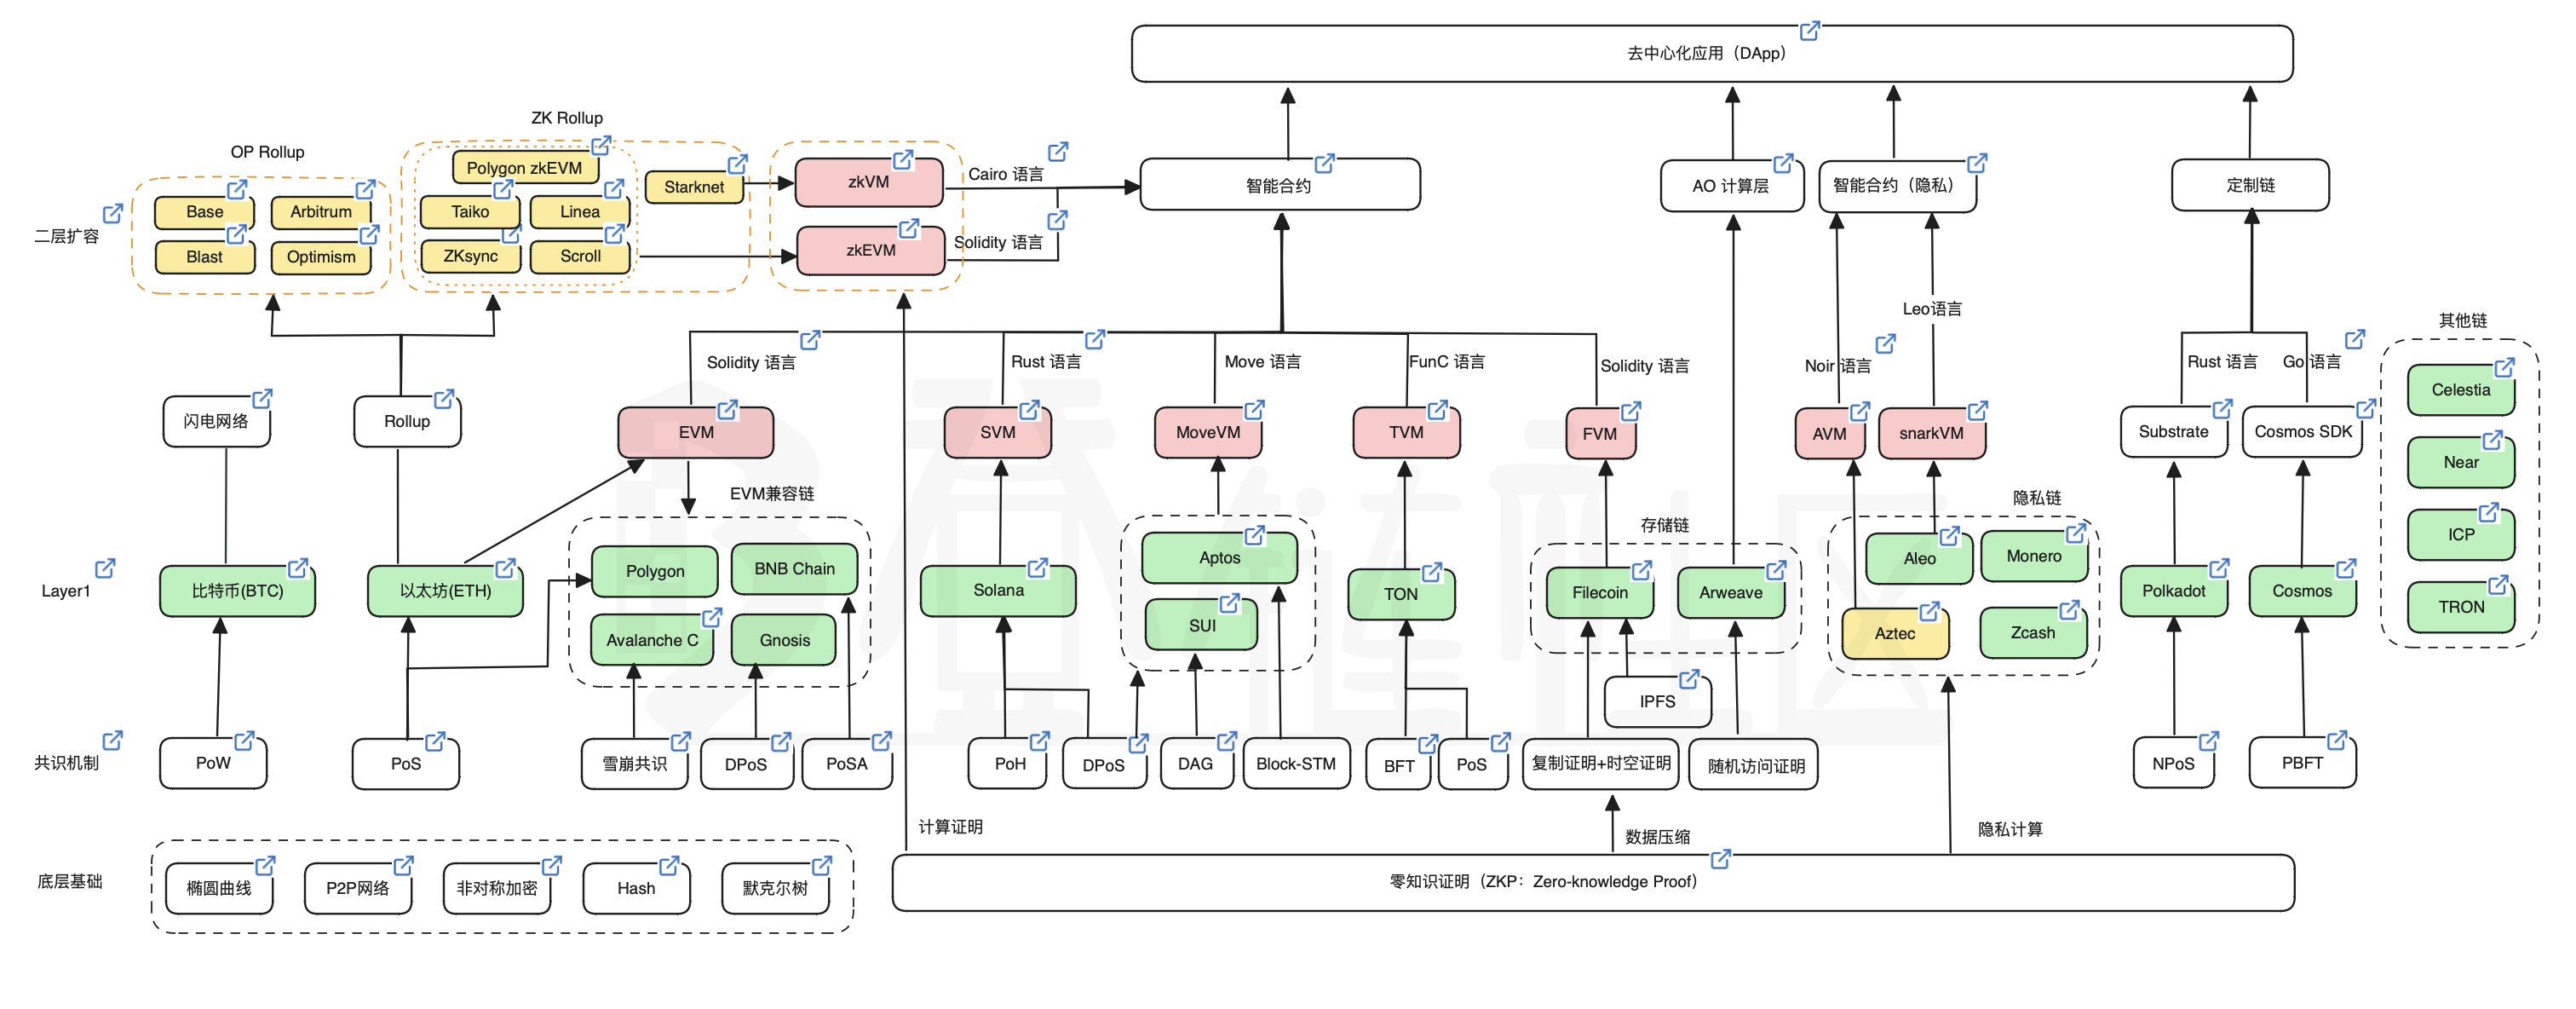 去中心化应用（DApp）
ZK Rollup
OP Rollup
Polygon zkEVM
Starknet
zkVM
Cairo 语言
智能合约
AO 计算层
智能合约（隐私）
定制链
Base
Arbitrum
Taiko
Linea
二层扩容
Blast
Optimism
ZKsync
Scroll
zkEVM
Solidity 语言
Leo语言
其他链
Solidity 语言
Rust 语言
Move 语言
FunC 语言
Solidity 语言
Noir 语言
Rust 语言
Go 语言
Celestia
闪电网络
Rollup
EVM
SVM
MoveVM
TVM
FVM
AVM
snarkVM
Substrate
Cosmos SDK
Near
EVM兼容链
存储链
隐私链
ICP
Layer1
比特币(BTC)
以太坊(ETH)
Polygon
BNB Chain
Solana
Aptos
TON
Filecoin
Arweave
Aleo
Monero
Polkadot
Cosmos
TRON
Avalanche C
Gnosis
SUI
Aztec
Zcash
IPFS
共识机制
PoW
PoS
雪崩共识
DPoS
PoSA
PoH
DPoS
DAG
Block-STM
BFT
PoS
复制证明+时空证明
随机访问证明
NPoS
PBFT
计算证明
数据压缩
隐私计算
底层基础
椭圆曲线
P2P网络
非对称加密
Hash
默克尔树
零知识证明（ZKP：Zero-knowledge Proof）